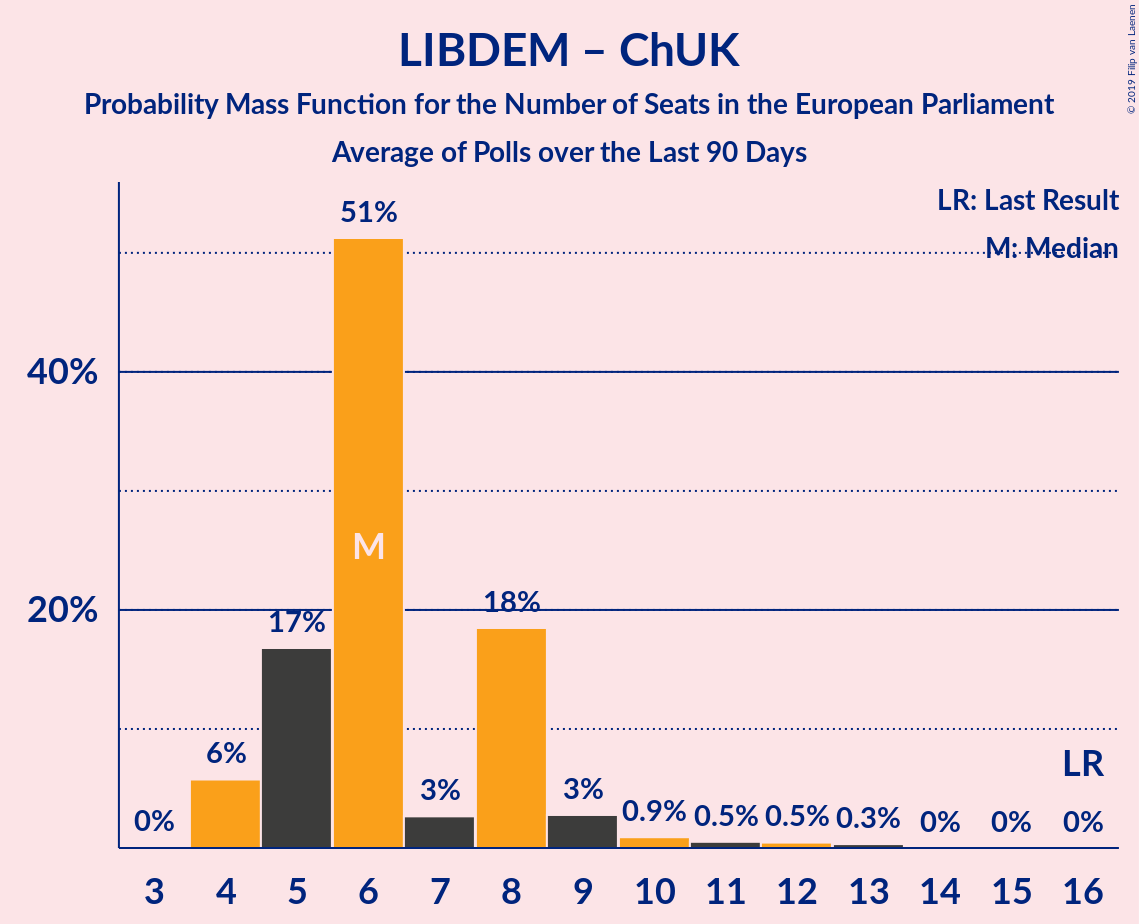 LIBDEM – ChUK
Probability Mass Function for the Number of Seats in the European Parliament
Average of Polls over the Last 90 Days
© 2019 Filip van Laenen
LR: Last Result
M: Median
51%
40%
M
20%
17%
18%
6%
3%
3%
0.9%
0.5%
0.5%
0.3%
LR
0%
0%
0%
0%
3 4 5 6 7 8 9 10 11 12 13 14 15 16